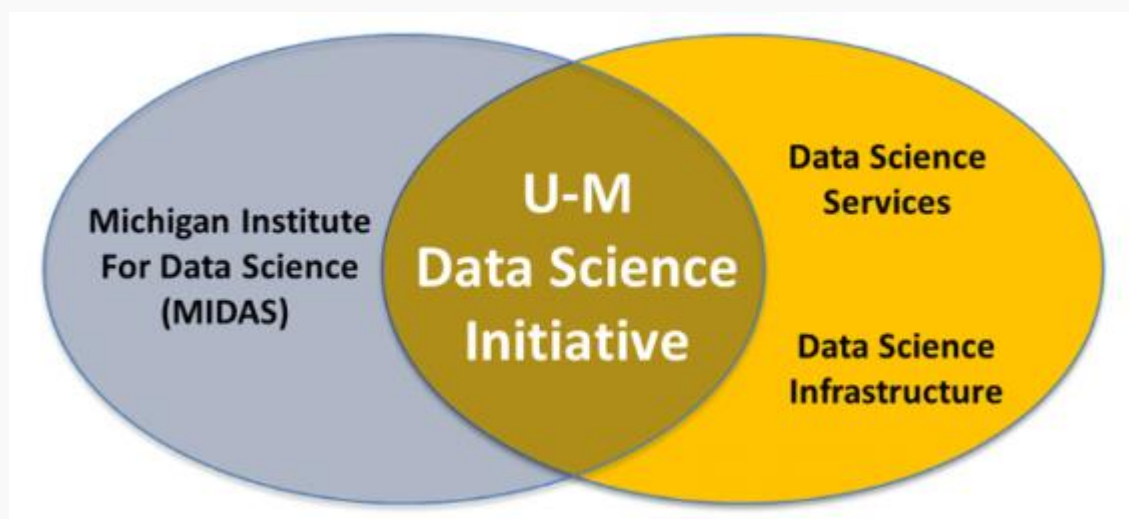 Michigan Institute
For Data Science
(MIDAS)
U-M
Data Science
Initiative
Data Science
Services
Data Science
Infrastructure